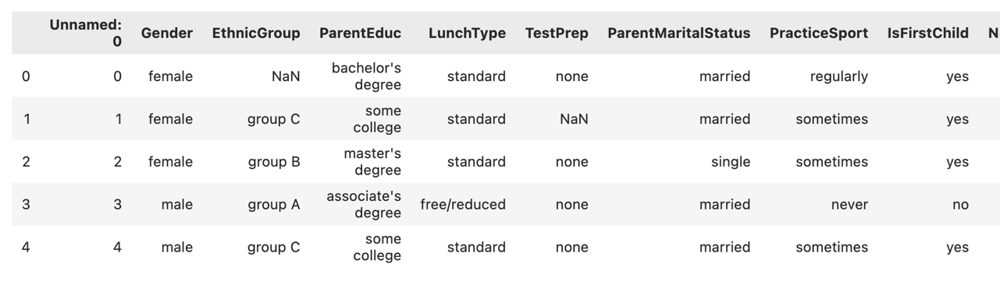 Unnamed: 0 Gender EthnicGroup ParentEduc LunchType TestPrep ParentMaritalStatus PracticeSport IsFirstChild N
0 0 female NaN bachelor's degree standard none married regularly yes
1 1 female group C some college standard NaN married sometimes yes
2 2 female group B master's degree standard none single sometimes yes
3 3 male group A associate's degree free/reduced none married never no
4 4 male group C some college standard none married sometimes yes